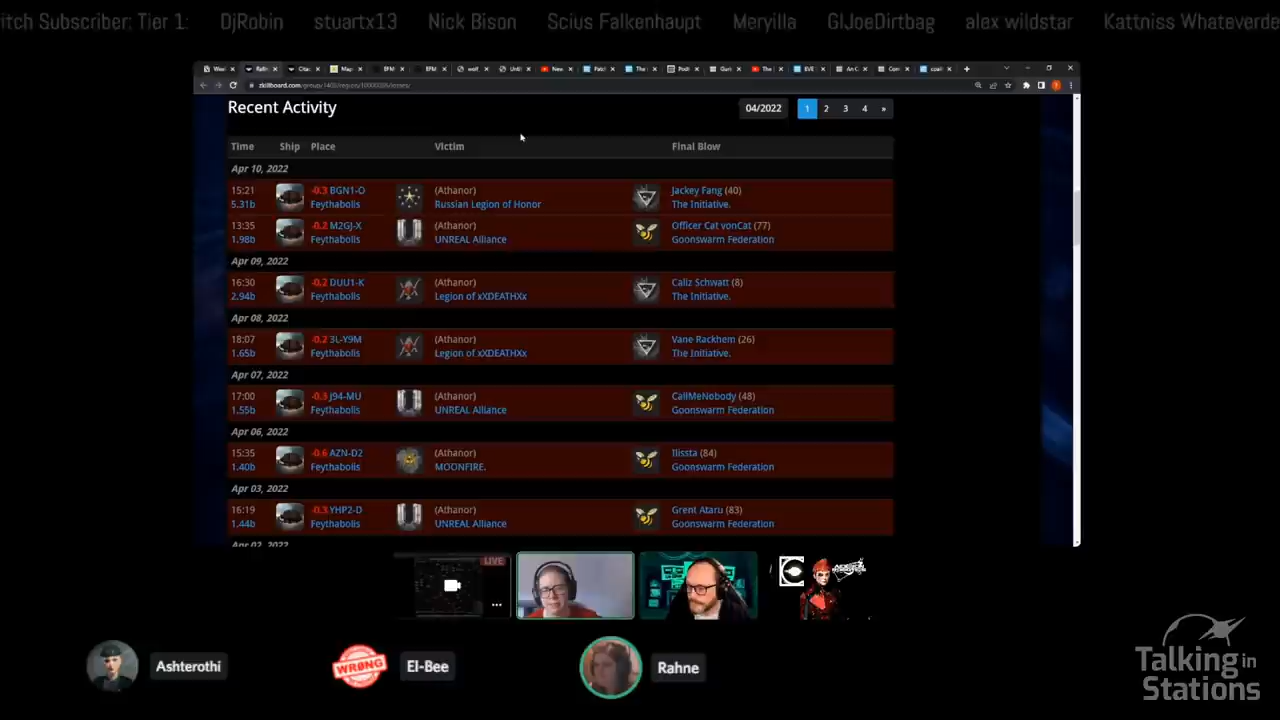 itch Subscriber: Tier 1: DjRobin stuartx13 Nick Bison Scius Falkenhaupt Meryilla GIJoeDirtbag alex wildstar Kattniss Whateverde
Recent Activity
04/2022 1 2 3 4 »
Time Ship Place Victim Final Blow
Apr 10, 2022
15:21 -0.3 BGN1-O (Athanor) Jackey Fang (40)
5.31b Feythabolis Russian Legion of Honor The Initiative.
13:35 -0.2 M2GJ-X (Athanor) Officer Cat vonCat (77)
1.98b Feythabolis UNREAL Alliance Goonswarm Federation
Apr 09, 2022
16:30 -0.2 DUU1-K (Athanor) Caliz Schwatt (8)
2.94b Feythabolis Legion of xXDEATHXx The Initiative.
Apr 08, 2022
18:07 -0.2 3L-Y9M (Athanor) Vane Rackhem (26)
1.65b Feythabolis Legion of xXDEATHXx The Initiative.
Apr 07, 2022
17:00 -0.3 J94-MU (Athanor) CallMeNobody (48)
1.55b Feythabolis UNREAL Alliance Goonswarm Federation
Apr 06, 2022
15:35 -0.6 AZN-D2 (Athanor) Ilissta (84)
1.40b Feythabolis MOONFIRE. Goonswarm Federation
Apr 03, 2022
16:19 -0.3 YHP2-D (Athanor) Grent Ataru (83)
1.44b Feythabolis UNREAL Alliance Goonswarm Federation
Apr 02, 2022
LIVE
Ashterothi WRONG El-Bee Rahne
Talking in
Stations